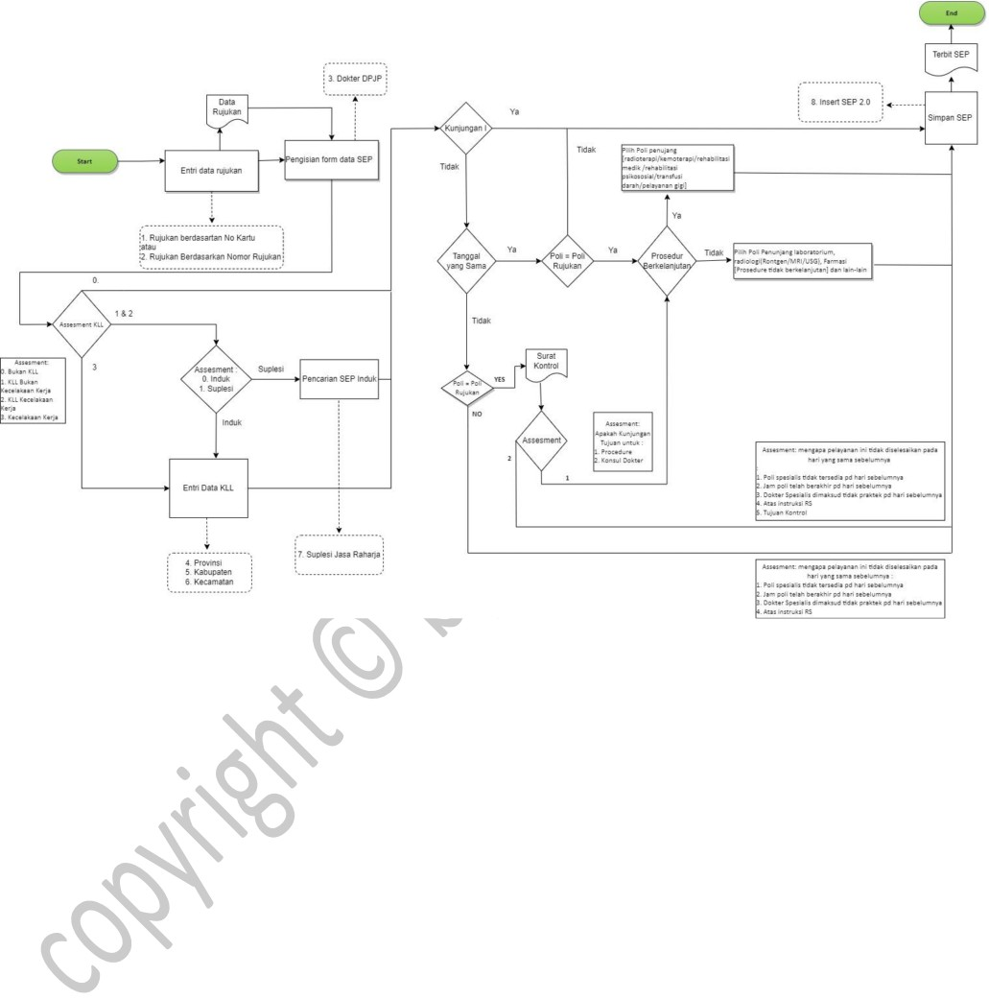 End
Terbit SEP
3. Dokter DPJP
8. Insert SEP 2.0
Simpan SEP
Data
Rujukan
Kunjungan I
Ya
Start
Entri data rujukan
Pengisian form data SEP
Tidak
Tidak
Pilih Poli penujang
[radioterapi/kemoterapi/rehabilitasi
medik /rehabilitasi
psikososial/transfusi
darah/pelayanan gigi]
Ya
1. Rujukan berdasartan No Kartu
atau
2. Rujukan Berdasarkan Nomor Rujukan
Tanggal
yang Sama
Ya
Poli = Poli
Rujukan
Ya
Prosedur
Berkelanjutan
Tidak
Pilih Poli Penunjang laboratorium,
radiologi(Rontgen/MRI/USG), Farmasi
[Prosedure tidak berkelanjutan] dan lain-lain
0.
Assesment KLL
1 & 2
3
Tidak
Assesment:
0. Bukan KLL
1. KLL Bukan
Kecelakaan Kerja
2. KLL Kecelakaan
Kerja
3. Kecelakaan Kerja
Assesment :
0. Induk
1. Suplesi
Suplesi
Pencarian SEP Induk
Induk
Poli = Poli
Rujukan
YES
NO
Surat
Kontrol
Assesment
2
1
Assesment:
Apakah Kunjungan
Tujuan untuk :
1. Procedure
2. Konsul Dokter
Assesment: mengapa pelayanan ini tidak diselesaikan pada
hari yang sama sebelumnya
:
1. Poli spesialis tidak tersedia pd hari sebelumnya
2. Jam poli telah berakhir pd hari sebelumnya
3. Dokter Spesialis dimaksud tidak praktek pd hari sebelumnya
4. Atas instruksi RS
5. Tujuan Kontrol
Entri Data KLL
4. Provinsi
5. Kabupaten
6. Kecamatan
7. Suplesi Jasa Raharja
Assesment: mengapa pelayanan ini tidak diselesaikan pada
hari yang sama sebelumnya :
1. Poli spesialis tidak tersedia pd hari sebelumnya
2. Jam poli telah berakhir pd hari sebelumnya
3. Dokter Spesialis dimaksud tidak praktek pd hari sebelumnya
4. Atas instruksi RS
copyright ©